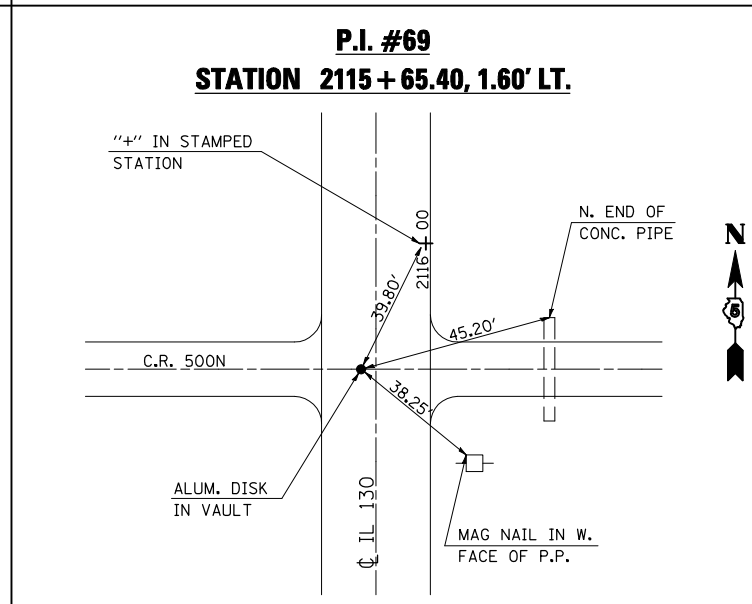 P.I. #69
STATION 2115+65.40, 1.60' LT.
"+" IN STAMPED
STATION
N. END OF
CONC. PIPE
N
5
2116+00
39.80'
45.20'
C.R. 500N
38.25'
ALUM. DISK
IN VAULT
℄ IL 130
MAG NAIL IN W.
FACE OF P.P.